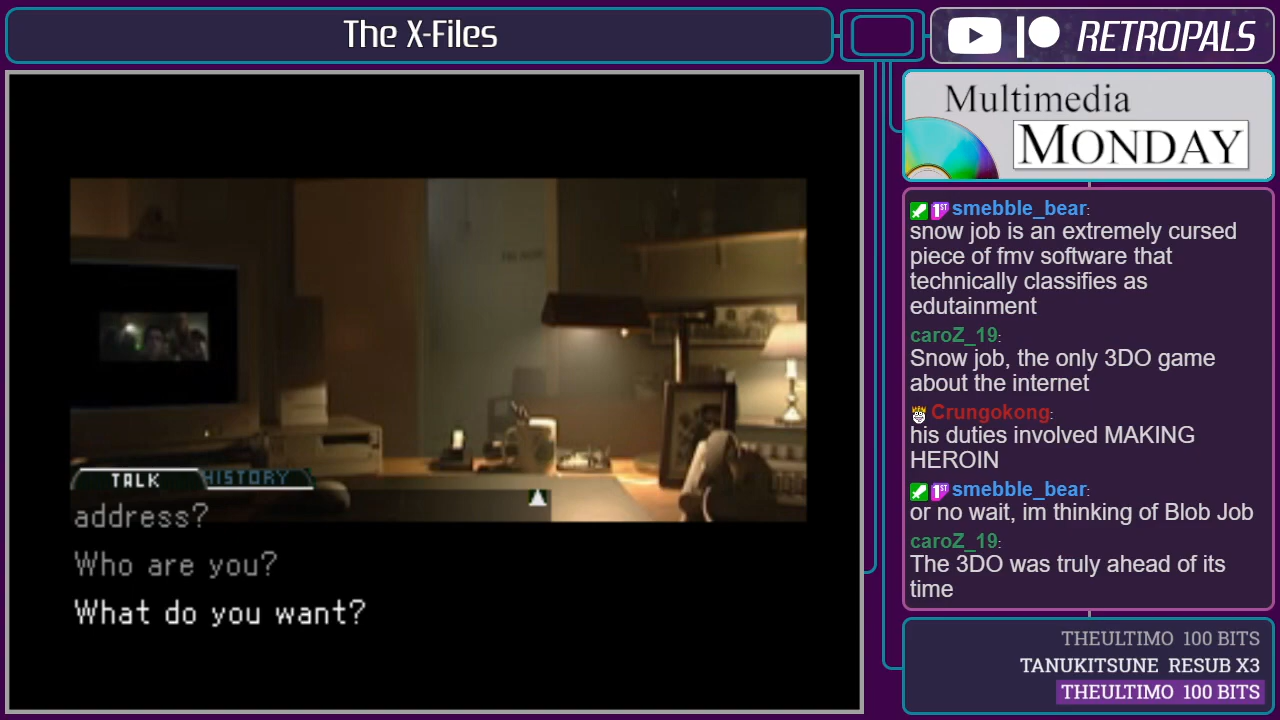 The X-Files
RETROPALS
Multimedia
MONDAY
smebble_bear:
snow job is an extremely cursed
piece of fmv software that
technically classifies as
edutainment
caroZ_19:
Snow job, the only 3DO game
about the internet
Crungokong:
his duties involved MAKING
HEROIN
smebble_bear:
or no wait, im thinking of Blob Job
caroZ_19:
The 3DO was truly ahead of its
time
TALK HISTORY
address?
Who are you?
What do you want?
THEULTIMO 100 BITS
TANUKITSUNE RESUB X3
THEULTIMO 100 BITS